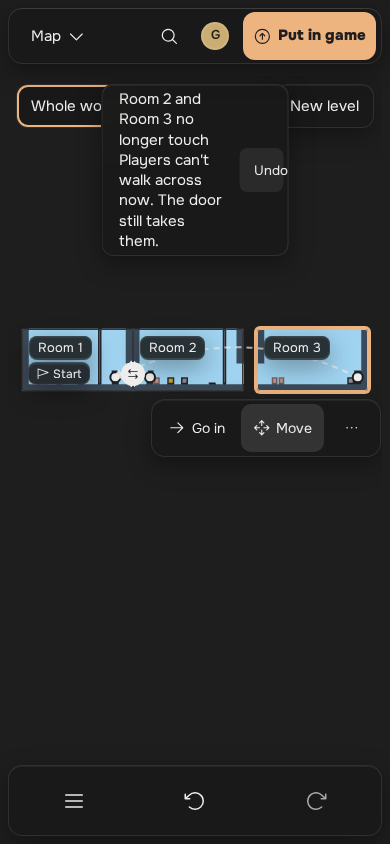 Map
G
Put in game
Whole wo
New level
Room 2 and
Room 3 no
longer touch
Players can't
walk across
now. The door
still takes
them.
Undo
Room 1
Room 2
Room 3
Start
Go in
Move
...